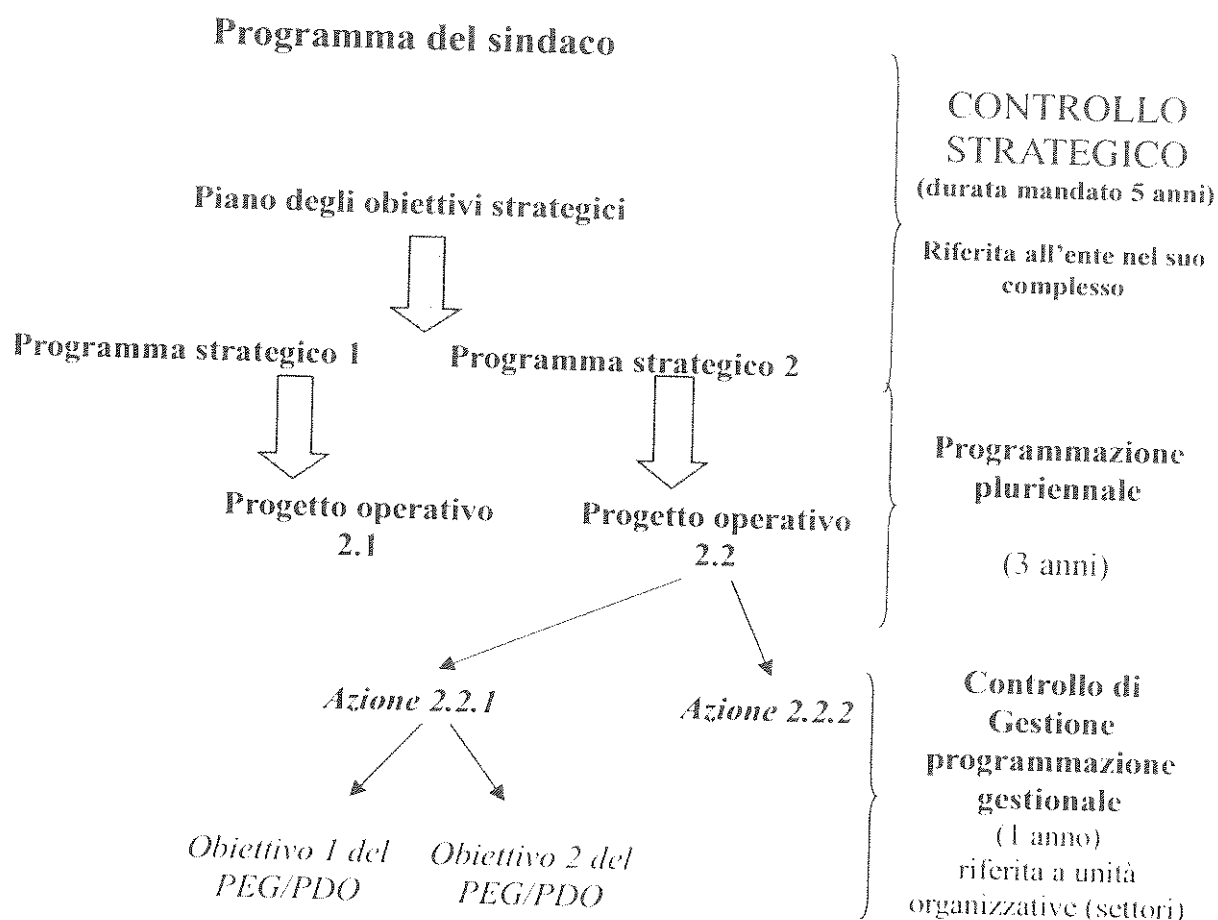 Programma del sindaco
CONTROLLO
STRATEGICO
(durata mandato 5 anni)
Riferita all'ente nel suo
complesso
Piano degli obiettivi strategici
Programma strategico 1
Programma strategico 2
Programmazione
pluriennale
(3 anni)
Progetto operativo
2.1
Progetto operativo
2.2
Azione 2.2.1
Azione 2.2.2
Controllo di
Gestione
programmazione
gestionale
(1 anno)
riferita a unità
organizzative (settori)
Obiettivo 1 del
PEG/PDO
Obiettivo 2 del
PEG/PDO